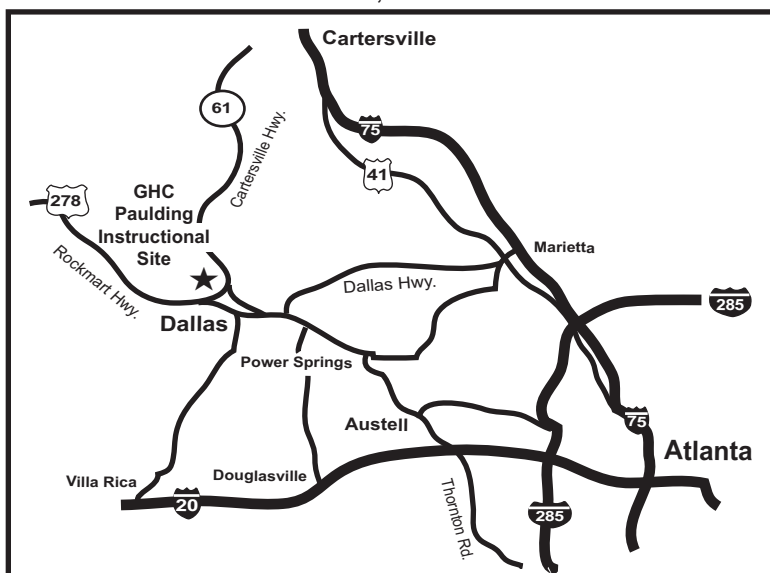 Cartersville
61
75
Cartersville Hwy.
41
278
GHC
Paulding
Instructional
Site
Rockmart Hwy.
Marietta
Dallas Hwy.
285
Dallas
Power Springs
Austell
75
Atlanta
Villa Rica
Douglasville
20
Thornton Rd.
285